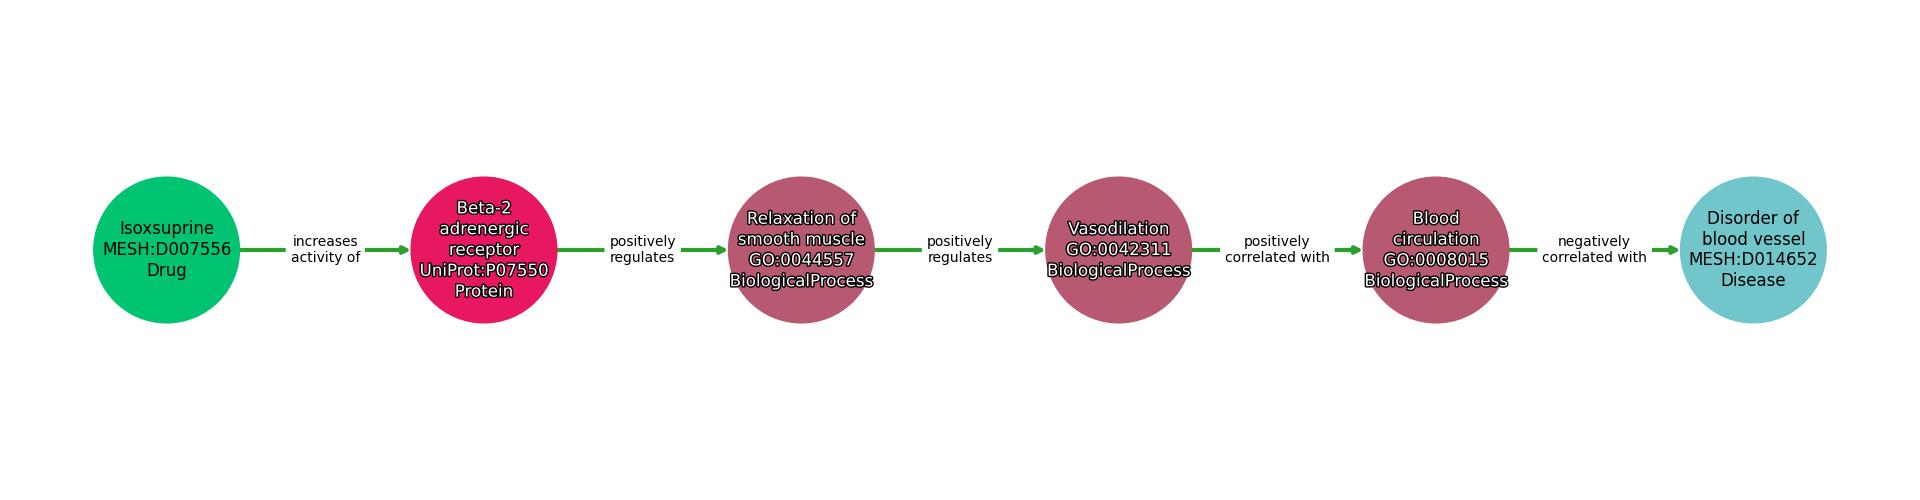 Isoxsuprine
MESH:D007556
Drug
increases
activity of
Beta-2
adrenergic
receptor
UniProt:P07550
Protein
positively
regulates
Relaxation of
smooth muscle
GO:0044557
BiologicalProcess
positively
regulates
Vasodilation
GO:0042311
BiologicalProcess
positively
correlated with
Blood
circulation
GO:0008015
BiologicalProcess
negatively
correlated with
Disorder of
blood vessel
MESH:D014652
Disease